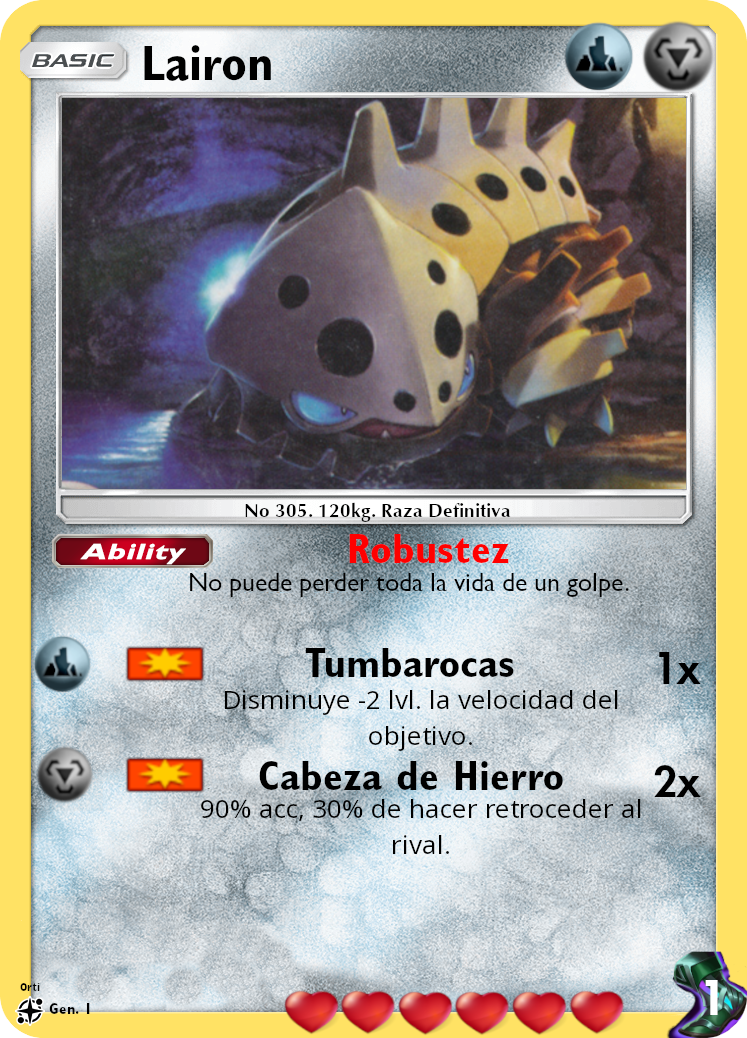 BASIC Lairon
No 305. 120kg. Raza Definitiva
Ability Robustez
No puede perder toda la vida de un golpe.
Tumbarocas 1x
Disminuye -2 lvl. la velocidad del
objetivo.
Cabeza de Hierro 2x
90% acc, 30% de hacer retroceder al
rival.
Orti
Gen. I
1